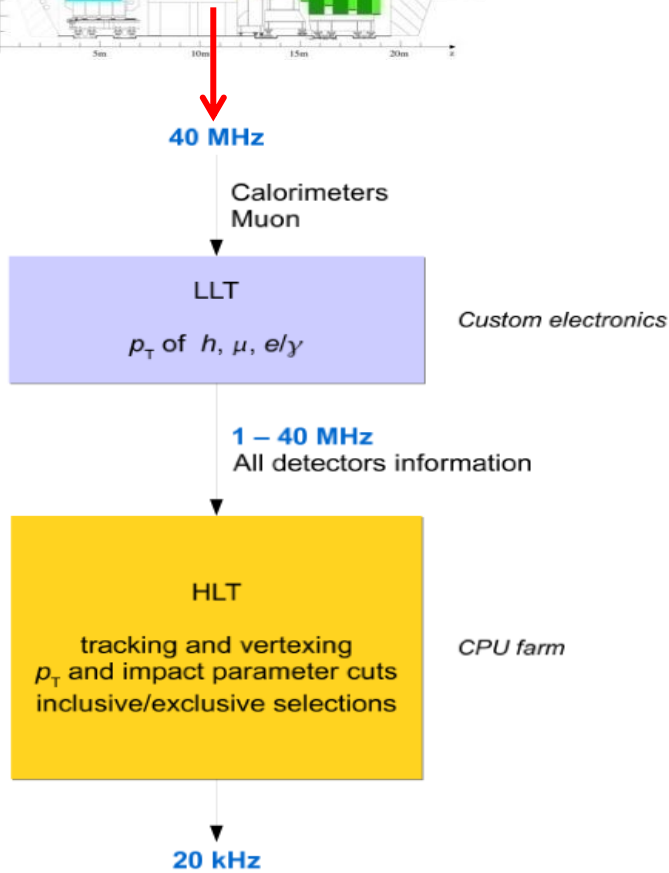 5m 10m 15m 20m z
40 MHz
Calorimeters
Muon
LLT
pT of h, μ, e/γ
Custom electronics
1 – 40 MHz
All detectors information
HLT
tracking and vertexing
pT and impact parameter cuts
inclusive/exclusive selections
CPU farm
20 kHz